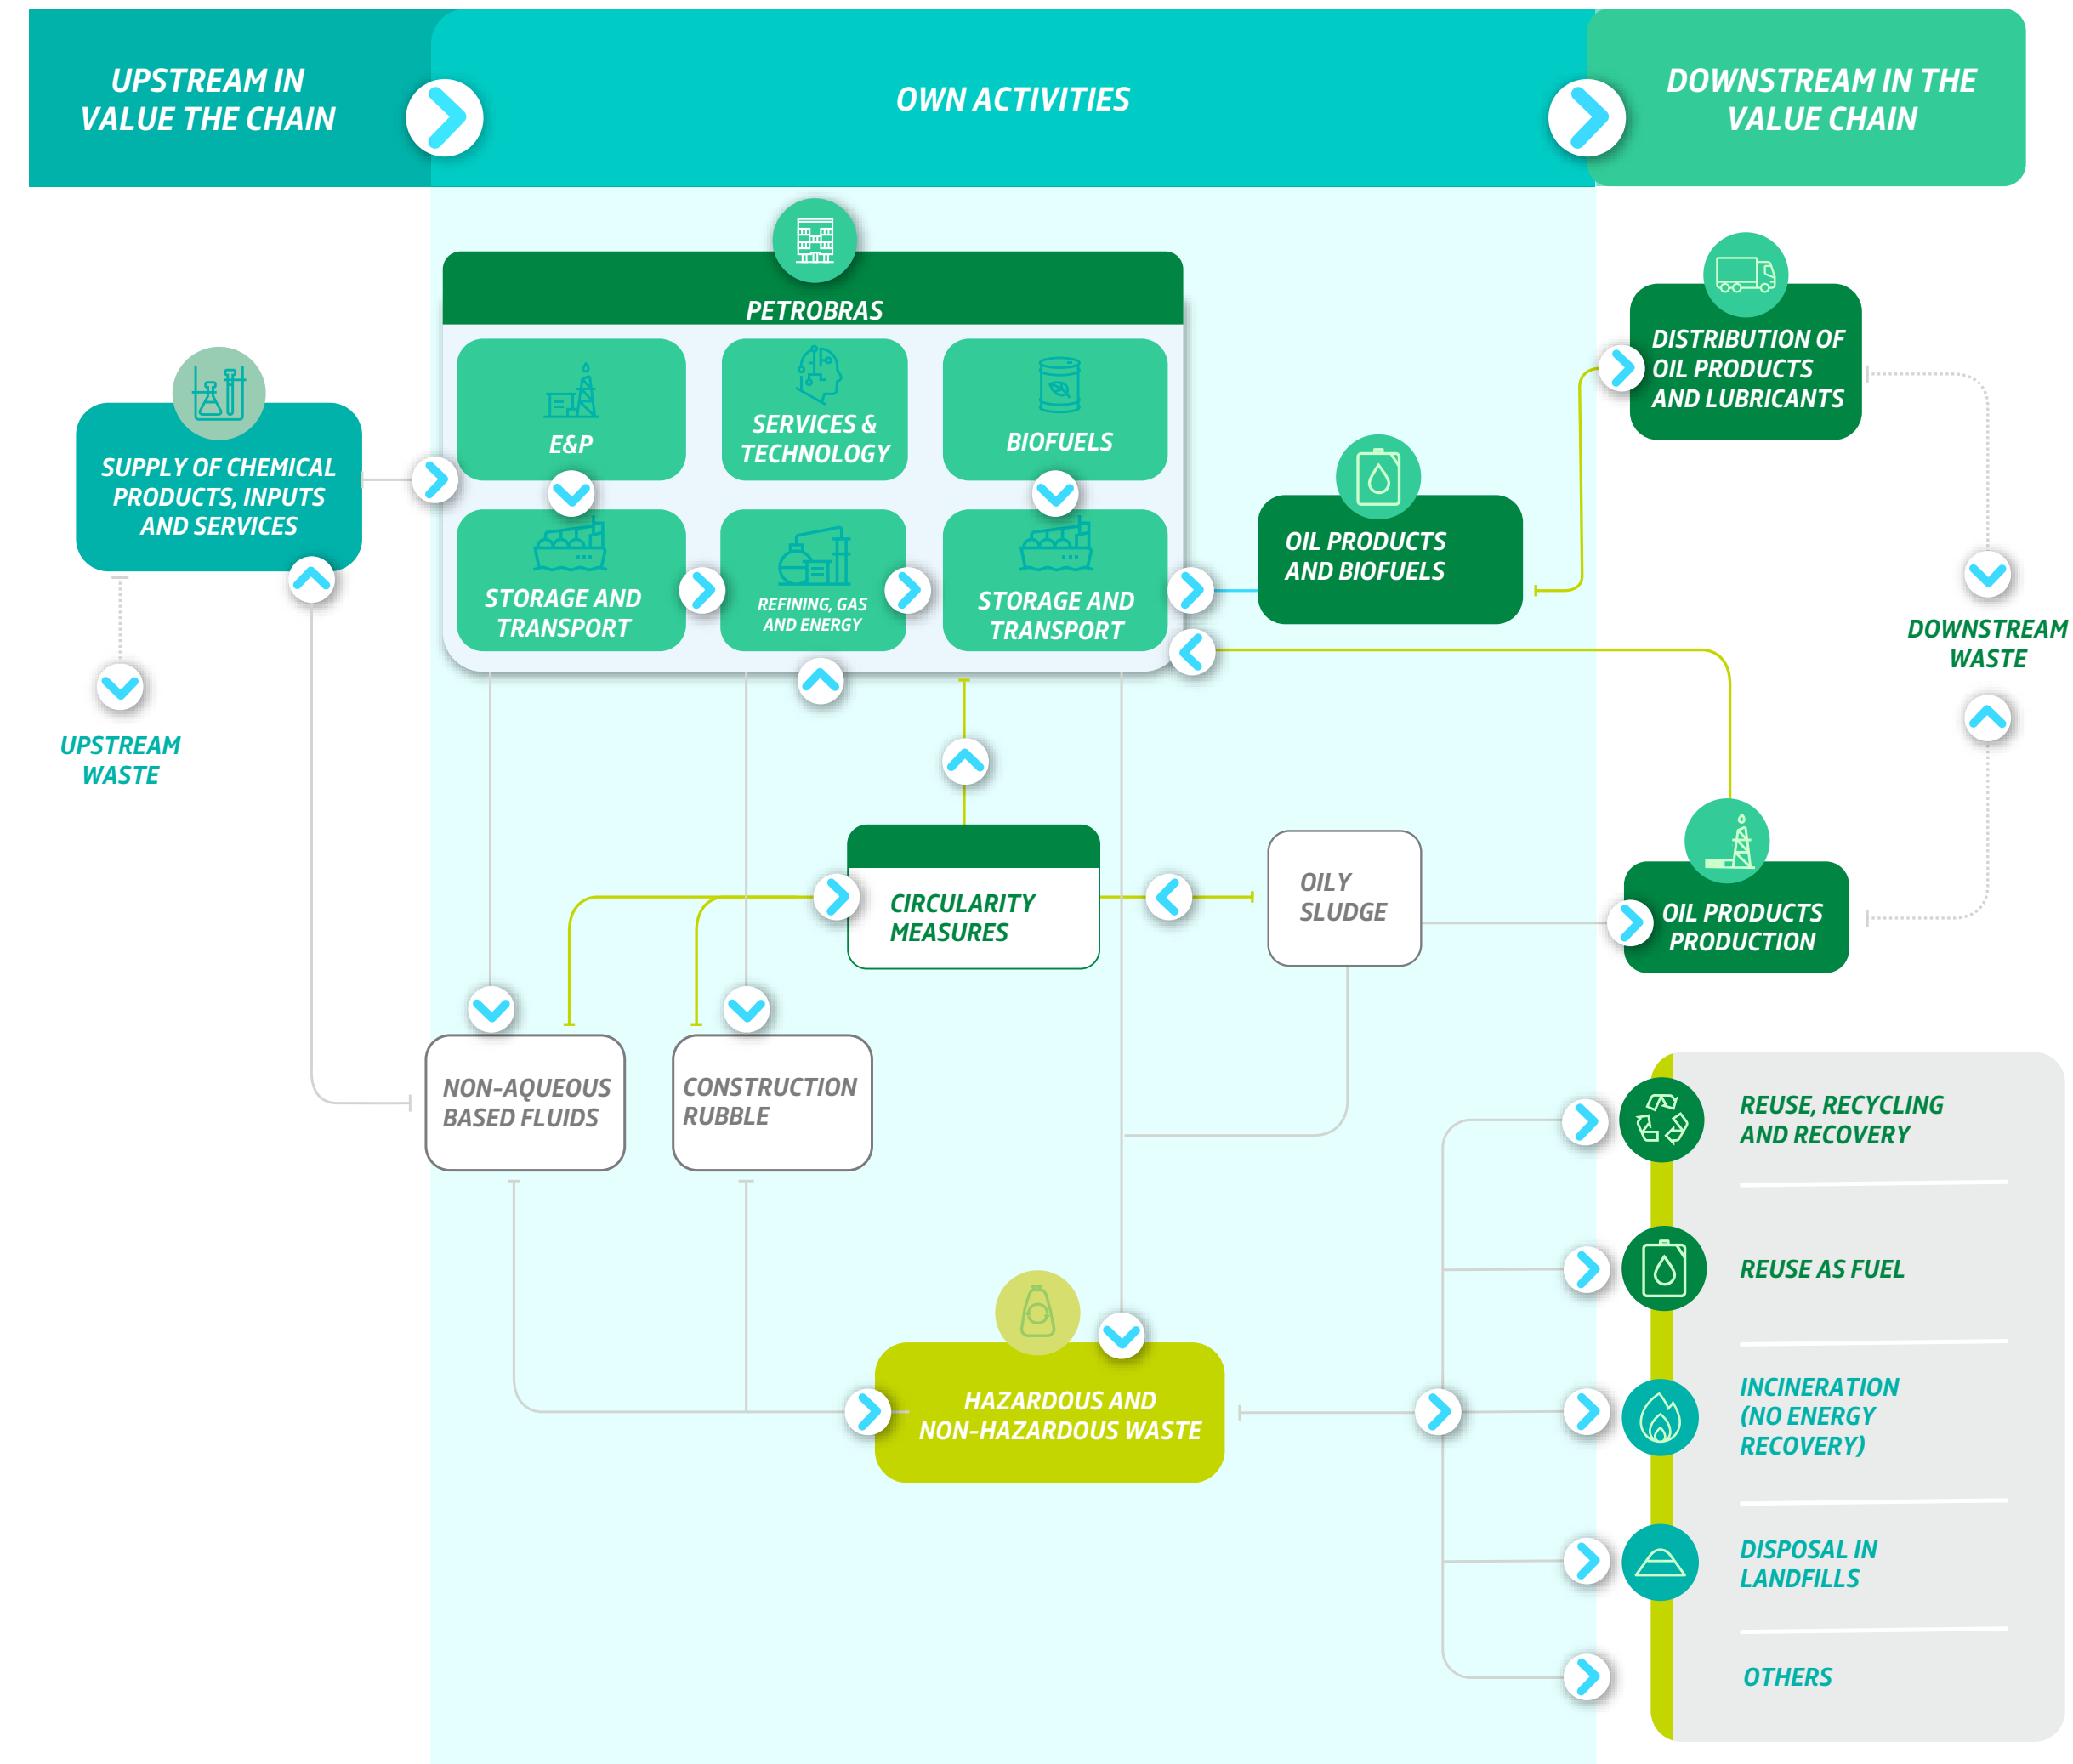 UPSTREAM IN
VALUE THE CHAIN
OWN ACTIVITIES
DOWNSTREAM IN THE
VALUE CHAIN
PETROBRAS
E&P
SERVICES &
TECHNOLOGY
BIOFUELS
STORAGE AND
TRANSPORT
REFINING, GAS
AND ENERGY
STORAGE AND
TRANSPORT
SUPPLY OF CHEMICAL
PRODUCTS, INPUTS
AND SERVICES
UPSTREAM
WASTE
OIL PRODUCTS
AND BIOFUELS
DISTRIBUTION OF
OIL PRODUCTS
AND LUBRICANTS
DOWNSTREAM
WASTE
CIRCULARITY
MEASURES
OILY
SLUDGE
OIL PRODUCTS
PRODUCTION
NON-AQUEOUS
BASED FLUIDS
CONSTRUCTION
RUBBLE
HAZARDOUS AND
NON-HAZARDOUS WASTE
REUSE, RECYCLING
AND RECOVERY
REUSE AS FUEL
INCINERATION
(NO ENERGY
RECOVERY)
DISPOSAL IN
LANDFILLS
OTHERS